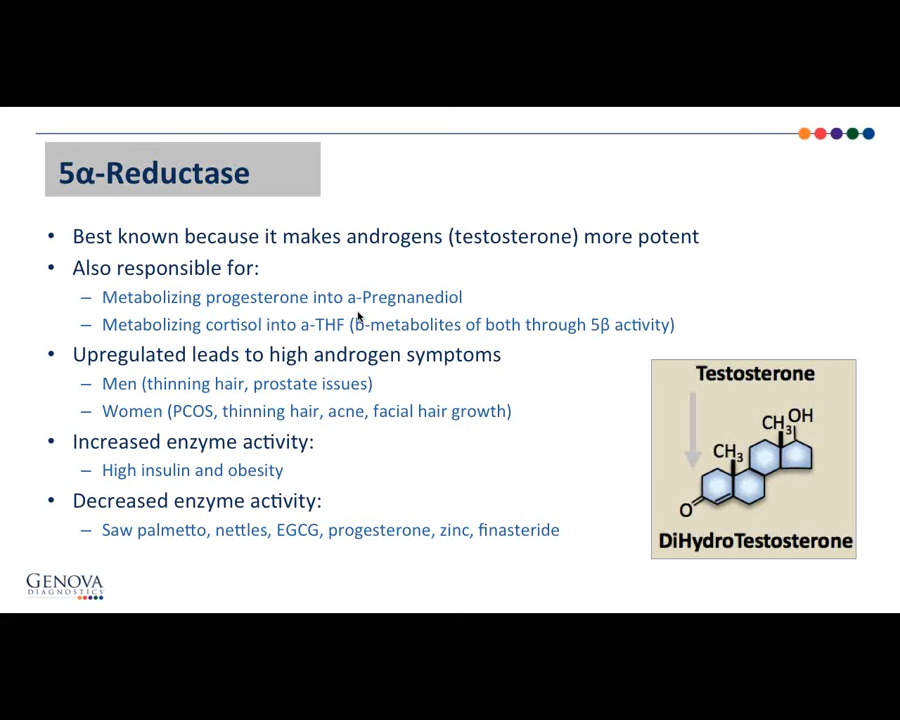 5α-Reductase
• Best known because it makes androgens (testosterone) more potent
• Also responsible for:
– Metabolizing progesterone into a-Pregnanediol
– Metabolizing cortisol into a-THF (b-metabolites of both through 5β activity)
• Upregulated leads to high androgen symptoms
– Men (thinning hair, prostate issues)
– Women (PCOS, thinning hair, acne, facial hair growth)
• Increased enzyme activity:
– High insulin and obesity
• Decreased enzyme activity:
– Saw palmetto, nettles, EGCG, progesterone, zinc, finasteride
Testosterone
CH3 OH
CH3
O
DiHydroTestosterone
GENOVA
DIAGNOSTICS